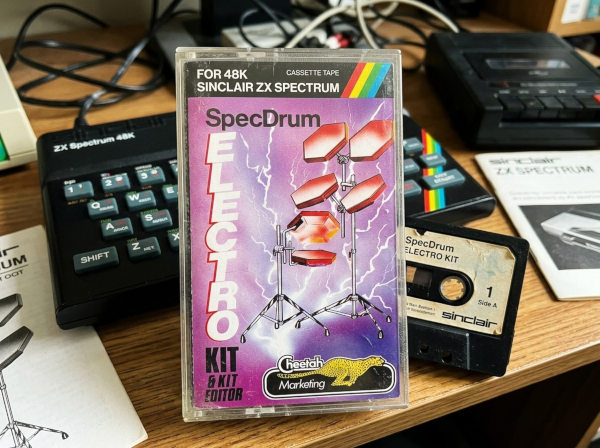 FOR 48K
SINCLAIR ZX SPECTRUM
CASSETTE TAPE
SpecDrum
ELECTRO
KIT
& KIT
EDITOR
Cheetah
Marketing
ZX Spectrum 48K
SHIFT
Q
W
A
S
Z
sinclair
ZX SPECTRUM
SpecDrum
ELECTRO KIT
1
Side A
sinclair